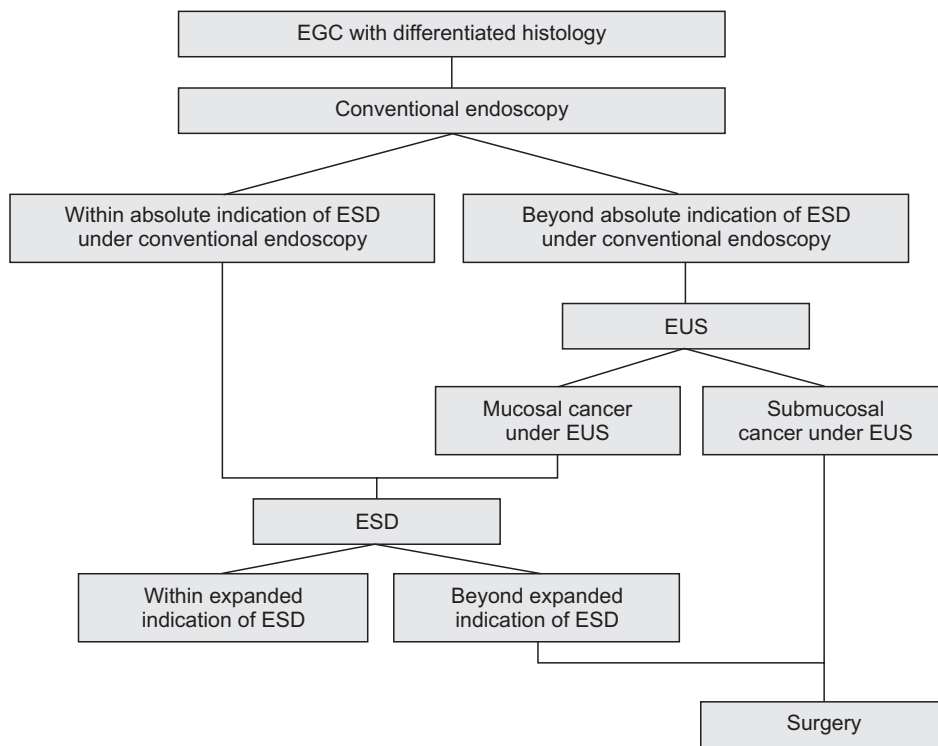 EGC with differentiated histology
Conventional endoscopy
Within absolute indication of ESD
under conventional endoscopy
Beyond absolute indication of ESD
under conventional endoscopy
EUS
Mucosal cancer
under EUS
Submucosal
cancer under EUS
ESD
Within expanded
indication of ESD
Beyond expanded
indication of ESD
Surgery